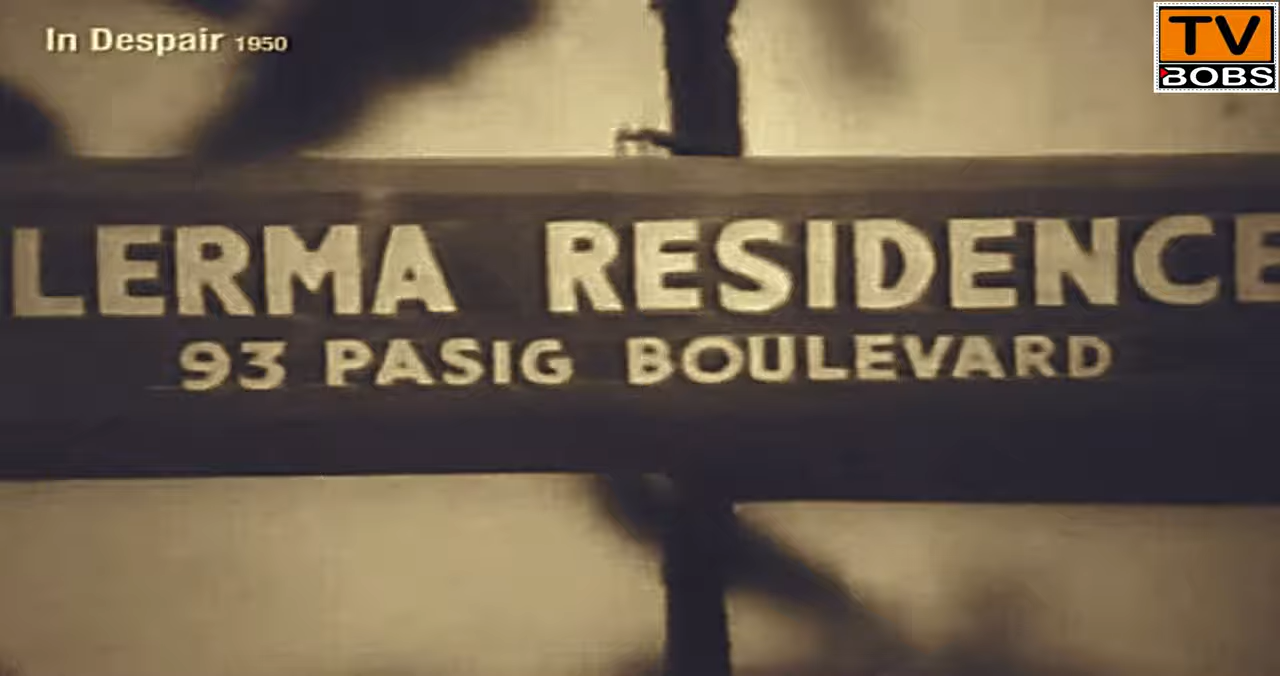 In Despair 1950
TV
BOBS
LERMA RESIDENCE
93 PASIG BOULEVARD